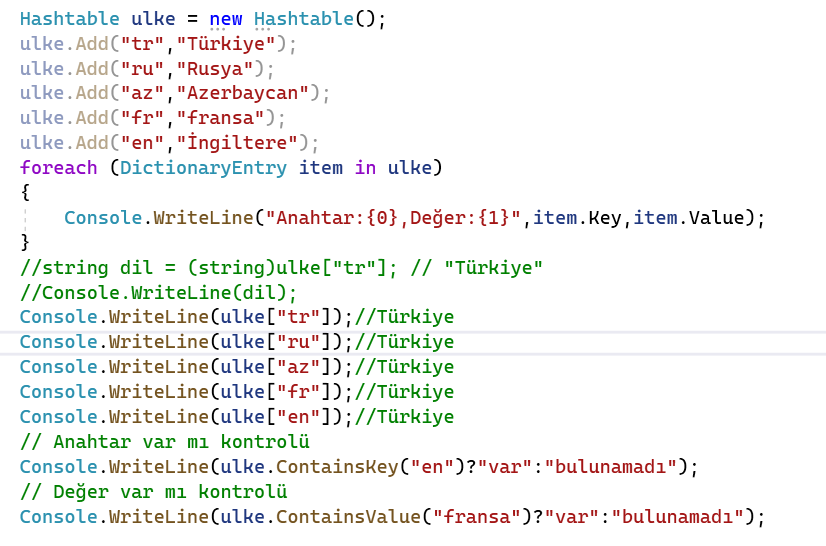 Hashtable ulke = new Hashtable();
ulke.Add("tr","Türkiye");
ulke.Add("ru","Rusya");
ulke.Add("az","Azerbaycan");
ulke.Add("fr","fransa");
ulke.Add("en","İngiltere");
foreach (DictionaryEntry item in ulke)
{
    Console.WriteLine("Anahtar:{0},Değer:{1}",item.Key,item.Value);
}
//string dil = (string)ulke["tr"]; // "Türkiye"
//Console.WriteLine(dil);
Console.WriteLine(ulke["tr"]);//Türkiye
Console.WriteLine(ulke["ru"]);//Türkiye
Console.WriteLine(ulke["az"]);//Türkiye
Console.WriteLine(ulke["fr"]);//Türkiye
Console.WriteLine(ulke["en"]);//Türkiye
// Anahtar var mı kontrolü
Console.WriteLine(ulke.ContainsKey("en")?"var":"bulunamadı");
// Değer var mı kontrolü
Console.WriteLine(ulke.ContainsValue("fransa")?"var":"bulunamadı");